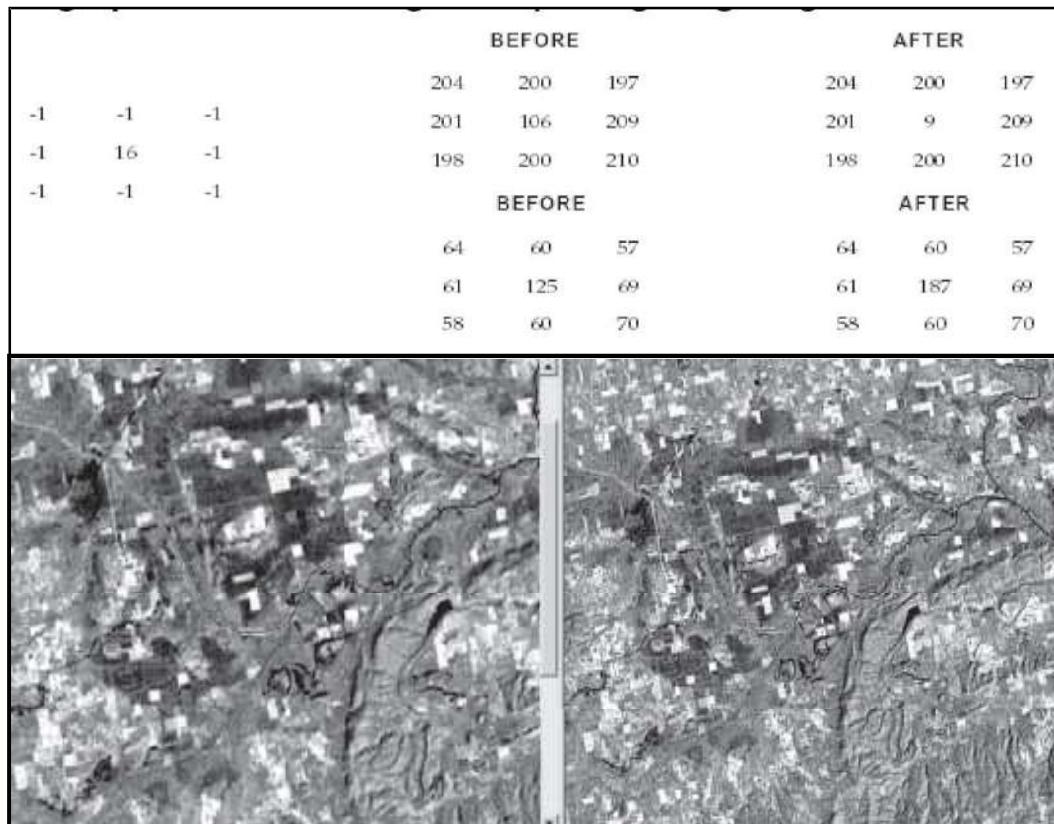 -1 -1 -1
-1 16 -1
-1 -1 -1
BEFORE AFTER
204 200 197 204 200 197
201 106 209 201 9 209
198 200 210 198 200 210
BEFORE AFTER
64 60 57 64 60 57
61 125 69 61 187 69
58 60 70 58 60 70